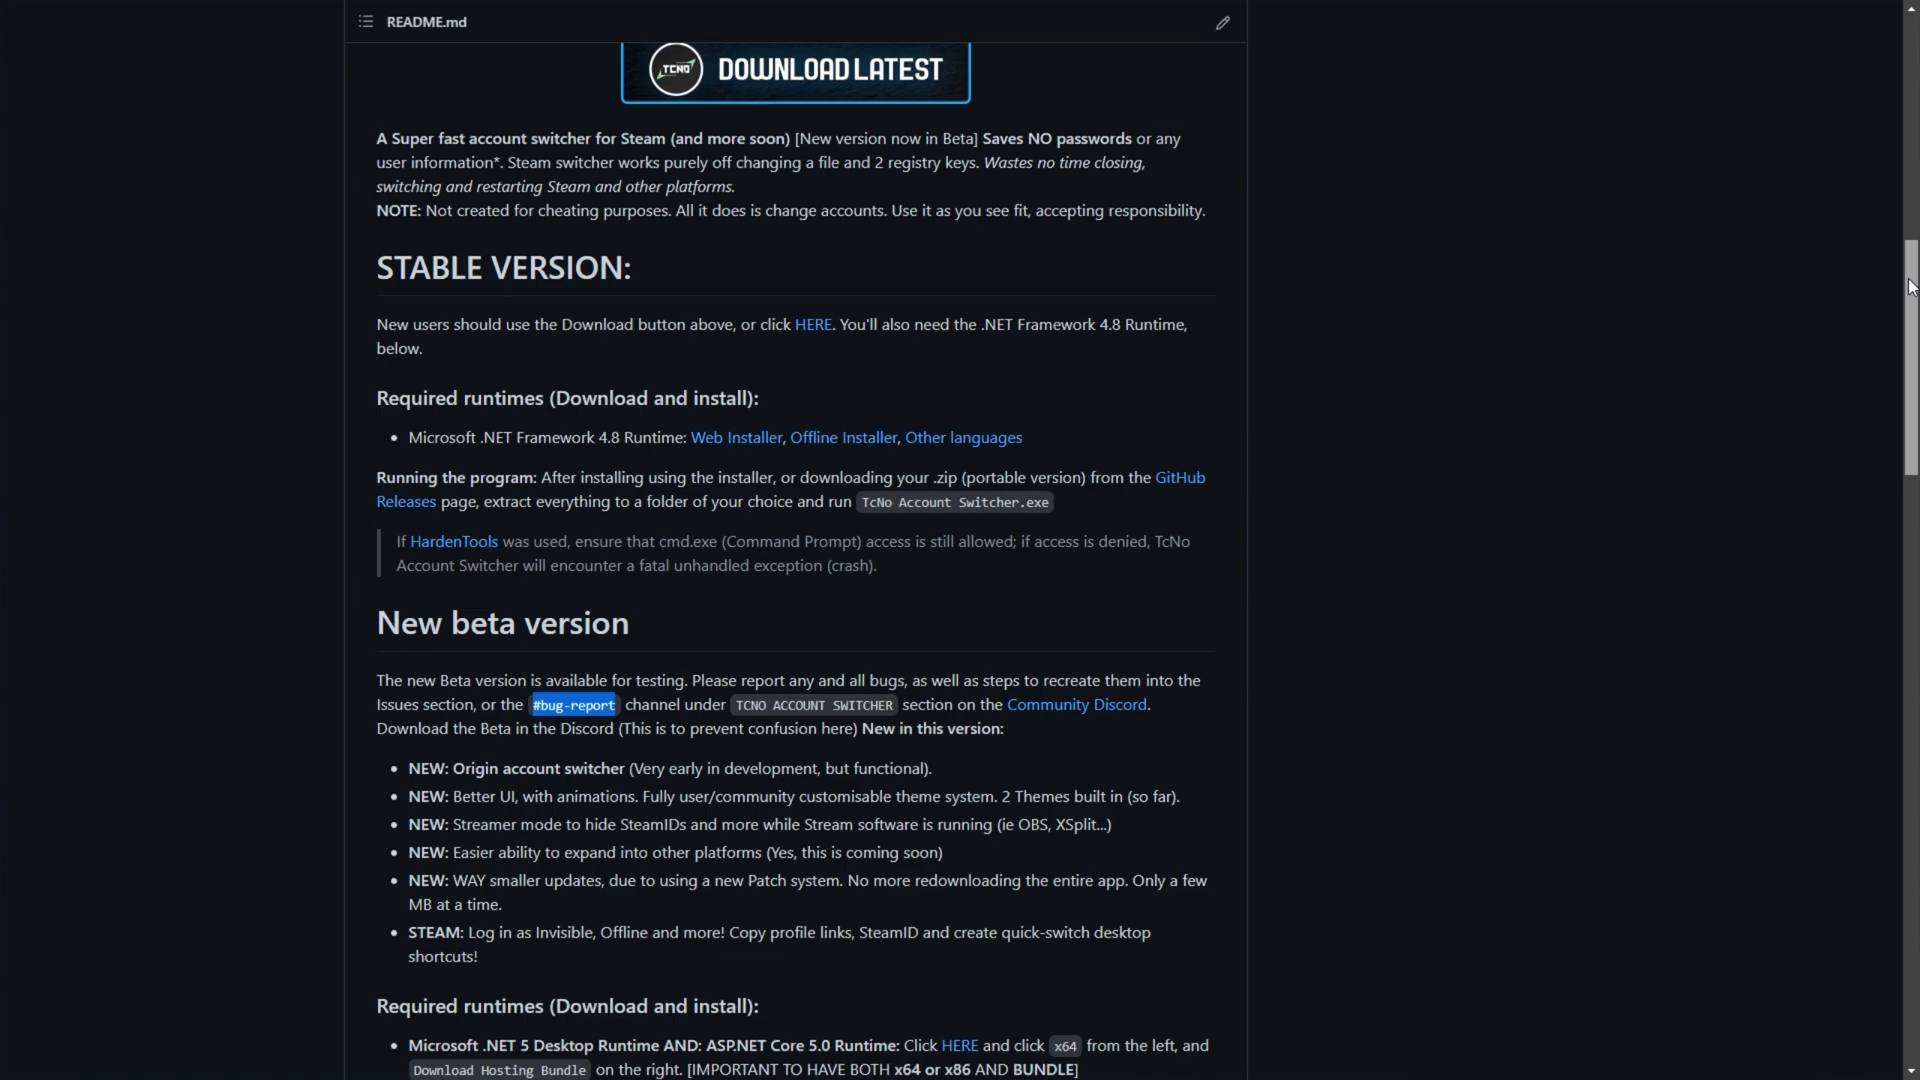 README.md
TCNO DOWNLOAD LATEST
A Super fast account switcher for Steam (and more soon) [New version now in Beta] Saves NO passwords or any
user information*. Steam switcher works purely off changing a file and 2 registry keys. Wastes no time closing,
switching and restarting Steam and other platforms.
NOTE: Not created for cheating purposes. All it does is change accounts. Use it as you see fit, accepting responsibility.
STABLE VERSION:
New users should use the Download button above, or click HERE. You'll also need the .NET Framework 4.8 Runtime,
below.
Required runtimes (Download and install):
• Microsoft .NET Framework 4.8 Runtime: Web Installer, Offline Installer, Other languages
Running the program: After installing using the installer, or downloading your .zip (portable version) from the GitHub
Releases page, extract everything to a folder of your choice and run TcNo Account Switcher.exe
If HardenTools was used, ensure that cmd.exe (Command Prompt) access is still allowed; if access is denied, TcNo
Account Switcher will encounter a fatal unhandled exception (crash).
New beta version
The new Beta version is available for testing. Please report any and all bugs, as well as steps to recreate them into the
Issues section, or the #bug-report channel under TCNO ACCOUNT SWITCHER section on the Community Discord.
Download the Beta in the Discord (This is to prevent confusion here) New in this version:
• NEW: Origin account switcher (Very early in development, but functional).
• NEW: Better UI, with animations. Fully user/community customisable theme system. 2 Themes built in (so far).
• NEW: Streamer mode to hide SteamIDs and more while Stream software is running (ie OBS, XSplit...)
• NEW: Easier ability to expand into other platforms (Yes, this is coming soon)
• NEW: WAY smaller updates, due to using a new Patch system. No more redownloading the entire app. Only a few
MB at a time.
• STEAM: Log in as Invisible, Offline and more! Copy profile links, SteamID and create quick-switch desktop
shortcuts!
Required runtimes (Download and install):
• Microsoft .NET 5 Desktop Runtime AND: ASP.NET Core 5.0 Runtime: Click HERE and click x64 from the left, and
Download Hosting Bundle on the right. [IMPORTANT TO HAVE BOTH x64 or x86 AND BUNDLE]